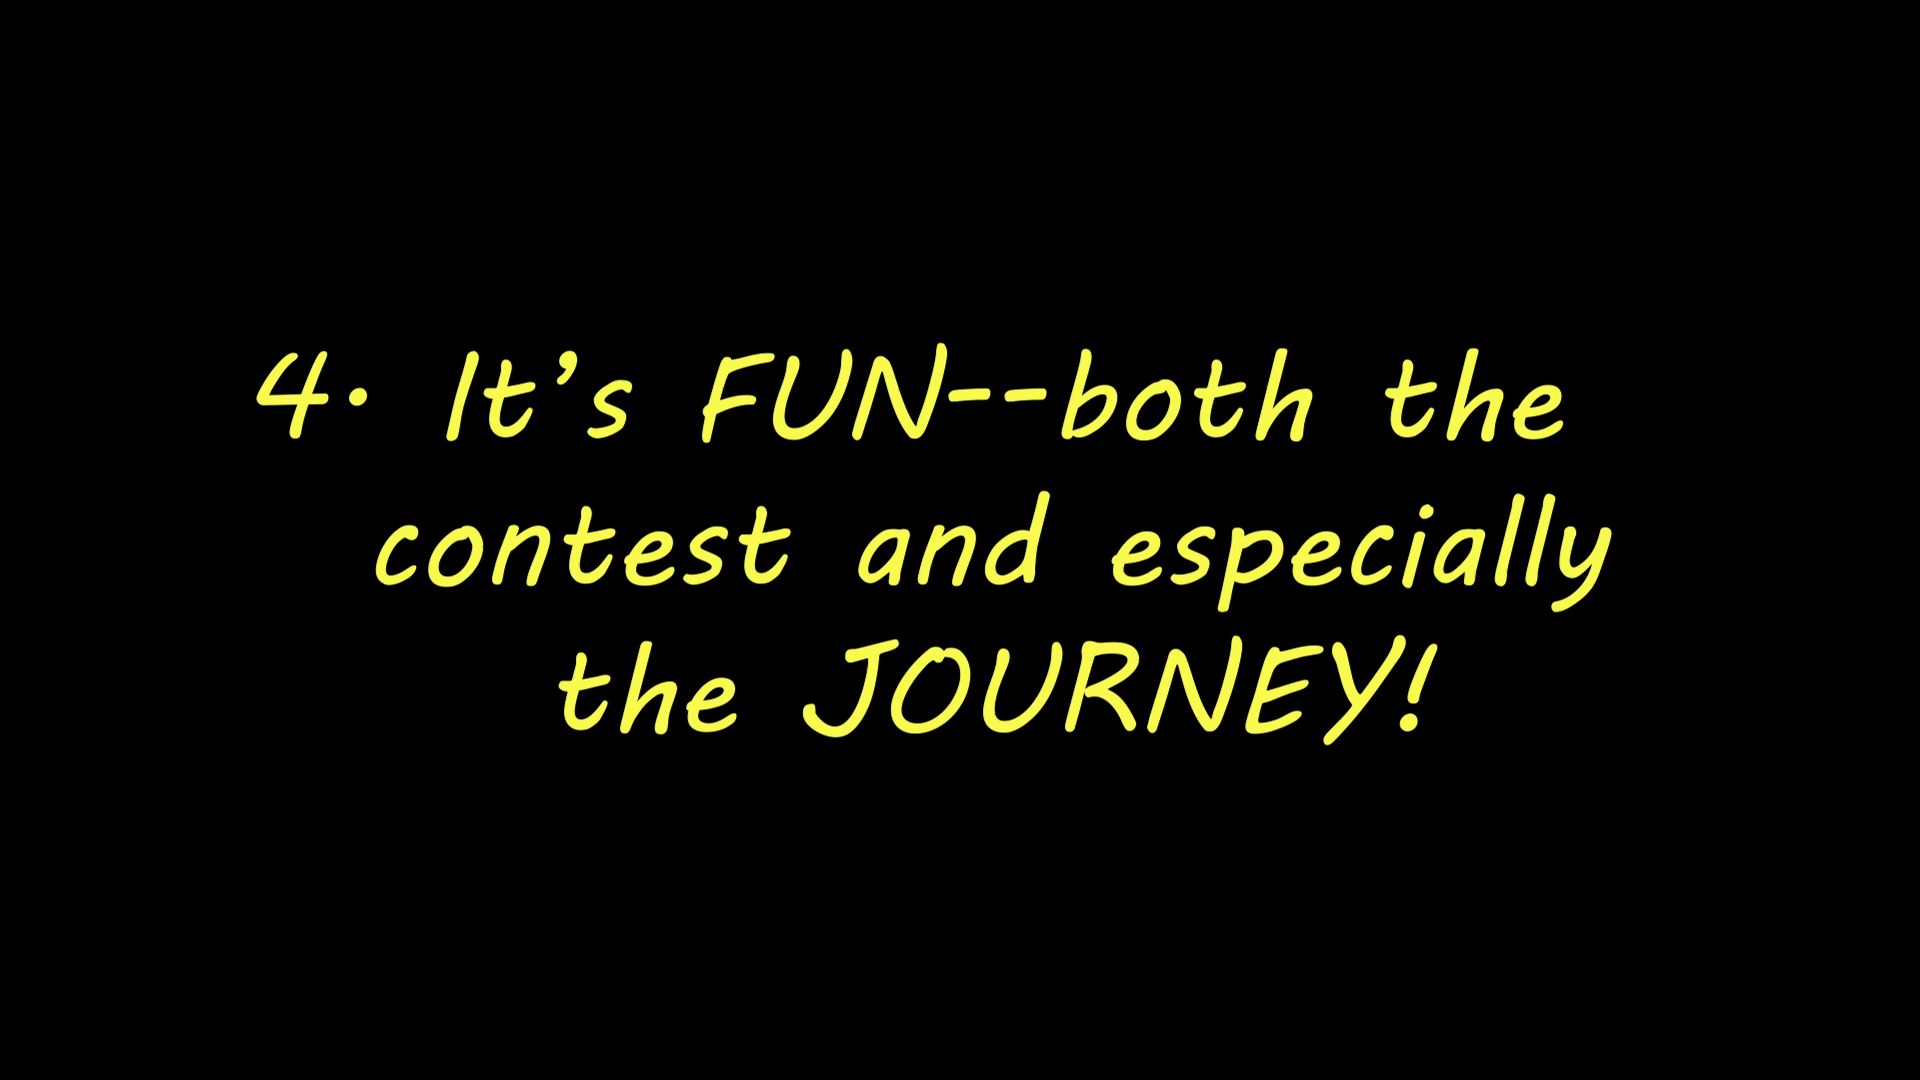 4. It’s FUN--both the
contest and especially
the JOURNEY!